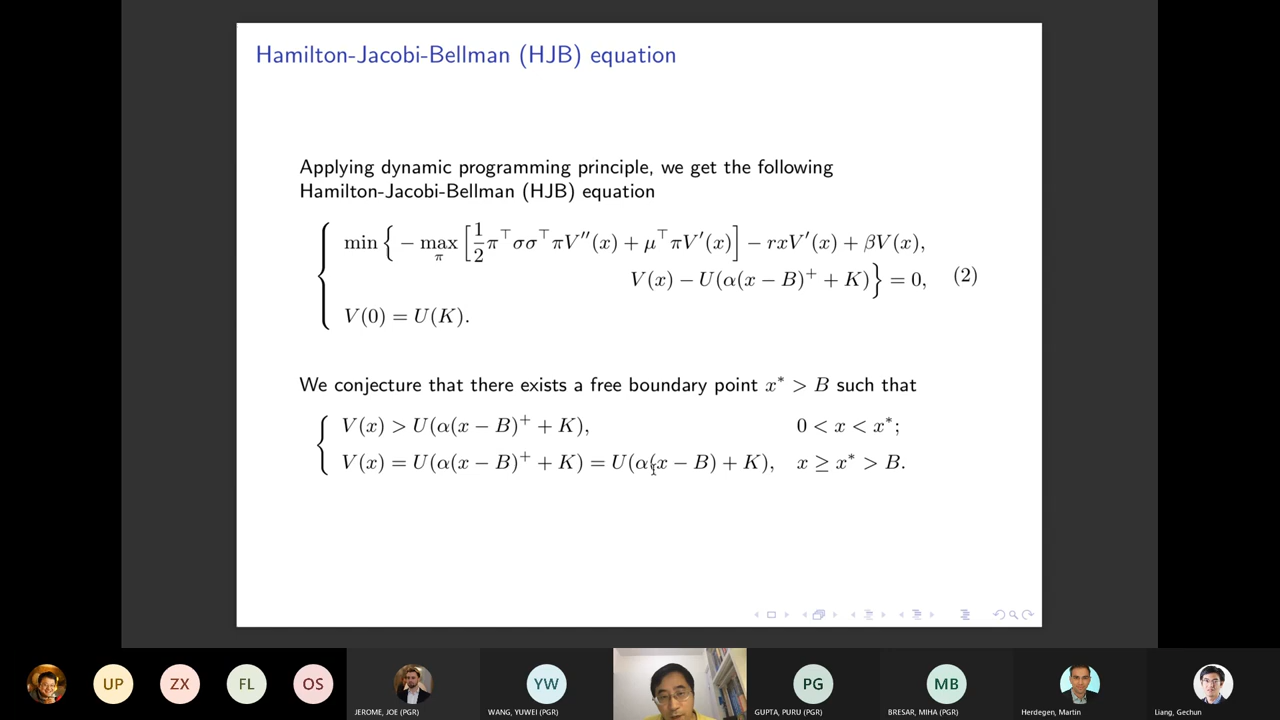 Hamilton-Jacobi-Bellman (HJB) equation
Applying dynamic programming principle, we get the following
Hamilton-Jacobi-Bellman (HJB) equation
min { − max_π [ 1/2 π^⊤σσ^⊤πV′′(x) + μ^⊤πV′(x) ] − rxV′(x) + βV(x),
V(x) − U(α(x − B)^+ + K) } = 0, (2)
V(0) = U(K).
We conjecture that there exists a free boundary point x* > B such that
V(x) > U(α(x − B)^+ + K), 0 < x < x*;
V(x) = U(α(x − B)^+ + K) = U(α(x − B) + K), x ≥ x* > B.
UP
ZX
FL
OS
JEROME, JOE (PGR)
YW
WANG, YUWEI (PGR)
PG
GUPTA, PURU (PGR)
MB
BRESAR, MIHA (PGR)
Herdegen, Martin
Liang, Gechun